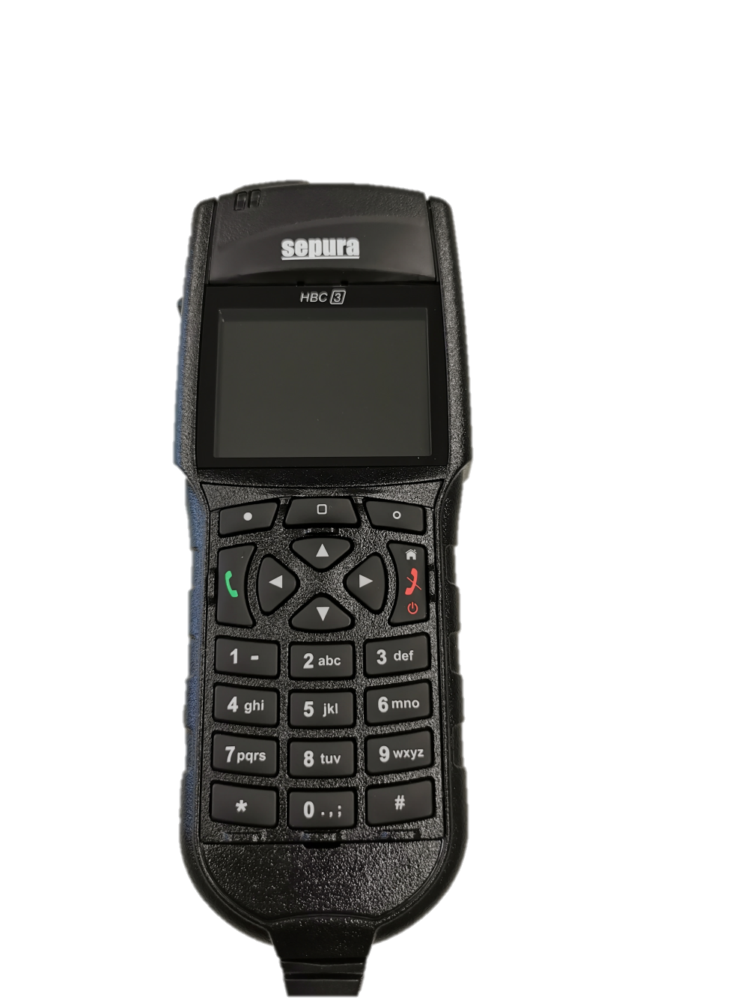 sepura
HBC 3
1 - 2 abc 3 def
4 ghi 5 jkl 6 mno
7 pqrs 8 tuv 9 wxyz
* 0 . , ; #